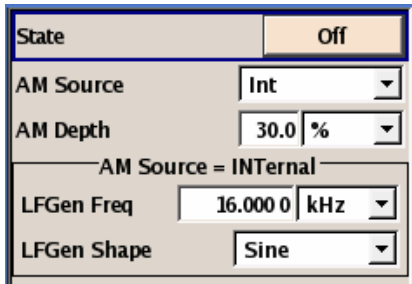 State Off
AM Source Int
AM Depth 30.0 %
AM Source = INTernal
LFGen Freq 16.000 0 kHz
LFGen Shape Sine